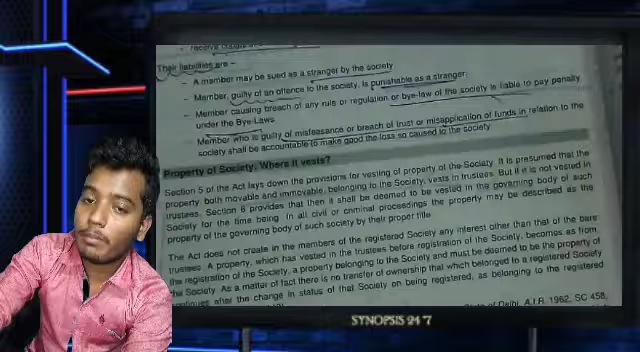 Their liabilities are –
– A member may be sued as a stranger by the society
– Member, guilty of an offence to the society, is punishable as a stranger.
– Member causing breach of any rule or regulation or bye-law of the society is liable to pay penalty
under the Bye-Laws
– Member who is guilty of misfeasance or breach of trust or misapplication of funds in relation to the
society shall be accountable to make good the loss so caused to the society
Property of Society, Where it vests?
Section 5 of the Act lays down the provisions for vesting of property of the Society. It is presumed that the
property both movable and immovable, belonging to the Society, vests in trustees. But if it is not vested in
trustees. Section 6 provides that then it shall be deemed to be vested in the governing body of such
Society for the time being. In all civil or criminal proceedings the property may be described as the
property of the governing body of such society by their proper title.
The Act does not create in the members of the registered Society any interest other than that of the bare
trustees. A property, which has vested in the trustees before registration of the Society, becomes as from
the registration of the Society, a property belonging to the Society and must be deemed to be the property of
the Society. As a matter of fact there is no transfer of ownership that which belonged to a registered Society
continues after the change in status of that Society on being registered, as belonging to the registered
State of Delhi, A.I.R. 1962, SC 458,
SYNOPSIS 24*7